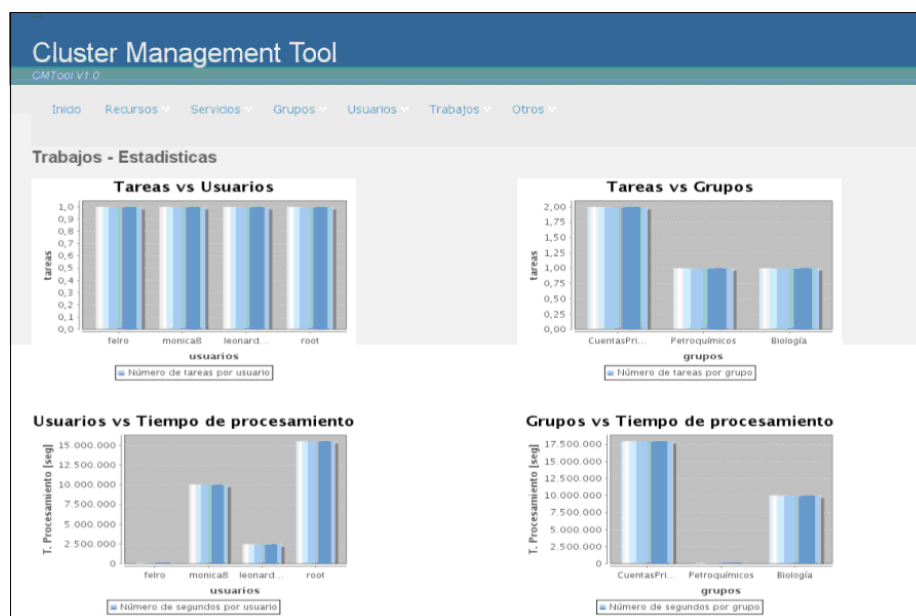 Cluster Management Tool
CMTool V1.0
Inicio Recursos Servicios Grupos Usuarios Trabajos Otros
Trabajos - Estadisticas
Tareas vs Usuarios
tareas
1,0
0,9
0,8
0,7
0,6
0,5
0,4
0,3
0,2
0,1
0,0
felro monicaB leonard... root
usuarios
Número de tareas por usuario
Tareas vs Grupos
tareas
2,00
1,75
1,50
1,25
1,00
0,75
0,50
0,25
0,00
CuentasPri... Petroquímicos Biología
grupos
Número de tareas por grupo
Usuarios vs Tiempo de procesamiento
T. Procesamiento [seg]
15.000.000
12.500.000
10.000.000
7.500.000
5.000.000
2.500.000
0
felro monicaB leonard... root
usuarios
Número de segundos por usuario
Grupos vs Tiempo de procesamiento
T. Procesamiento [seg]
17.500.000
15.000.000
12.500.000
10.000.000
7.500.000
5.000.000
2.500.000
0
CuentasPri... Petroquímicos Biología
grupos
Número de segundos por grupo